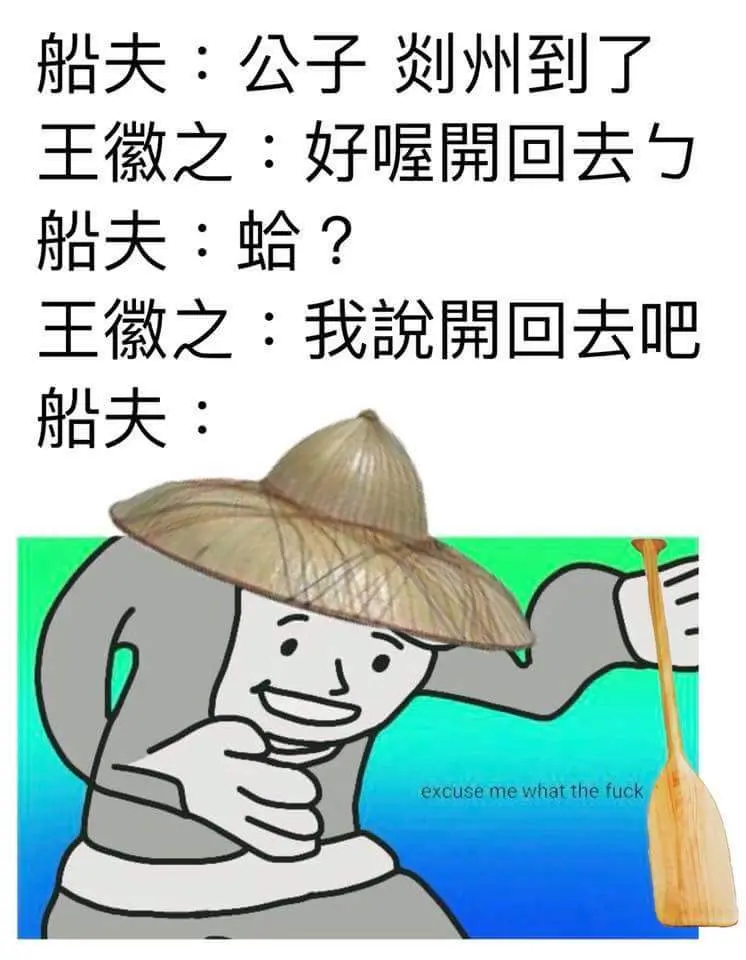 船夫：公子 剡州到了
王徽之：好喔開回去ㄅ
船夫：蛤？
王徽之：我說開回去吧
船夫：
excuse me what the fuck